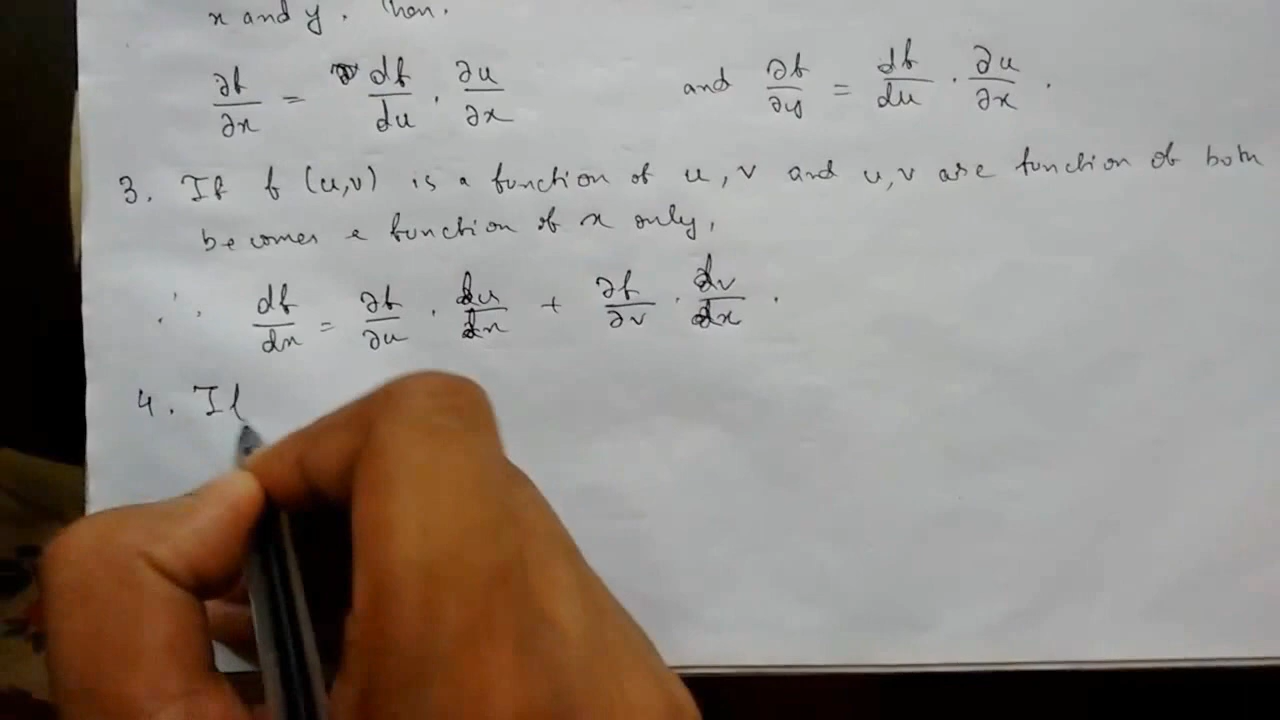 x and y. Then.
∂f/∂x = df/du · ∂u/∂x and ∂f/∂y = df/du · ∂u/∂x .
3. If f (u,v) is a function of u, v and u, v are function of both
becomes e function of x only,
∴ df/dx = ∂f/∂u · du/dx + ∂f/∂v · dv/dx .
4. If